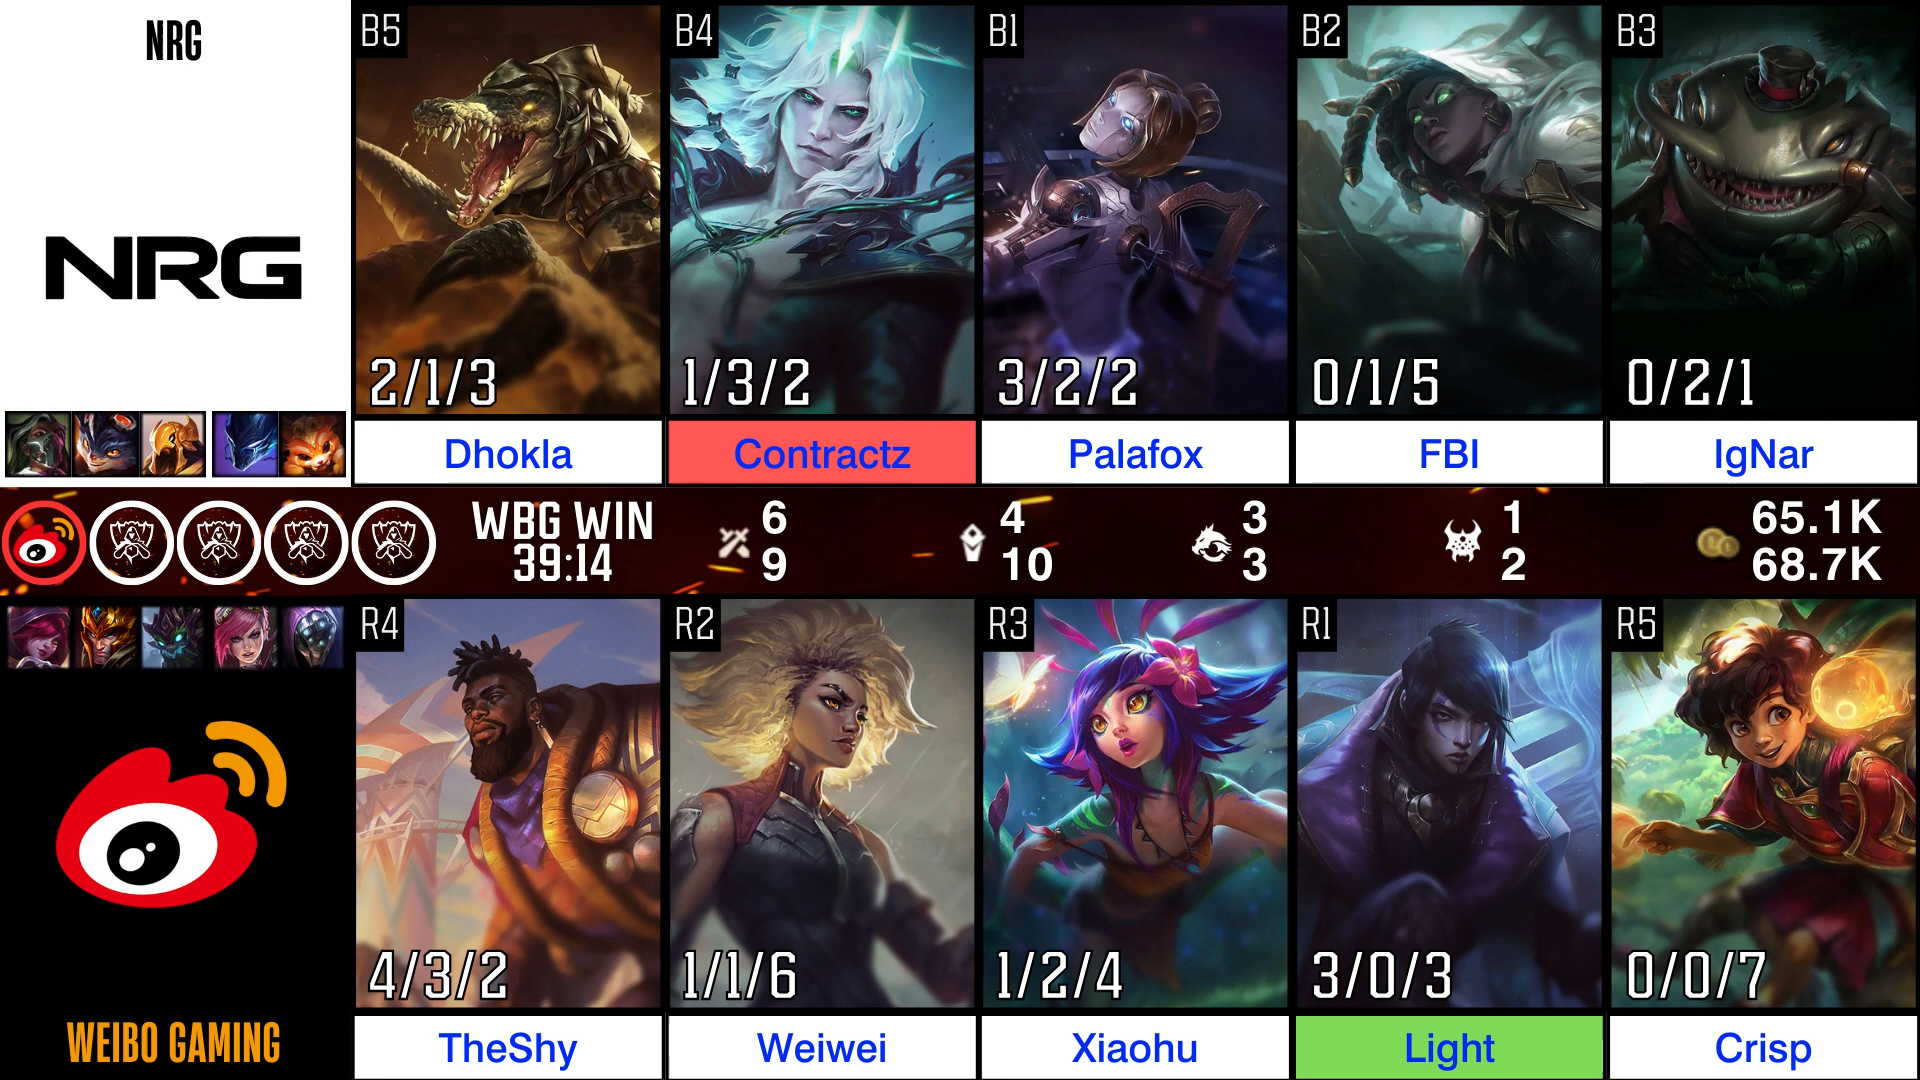 NRG
NRG
B5
B4
B1
B2
B3
2/1/3
1/3/2
3/2/2
0/1/5
0/2/1
Dhokla
Contractz
Palafox
FBI
IgNar
WBG WIN
39:14
6
9
4
10
3
3
1
2
65.1K
68.7K
R4
R2
R3
R1
R5
4/3/2
1/1/6
1/2/4
3/0/3
0/0/7
WEIBO GAMING
TheShy
Weiwei
Xiaohu
Light
Crisp